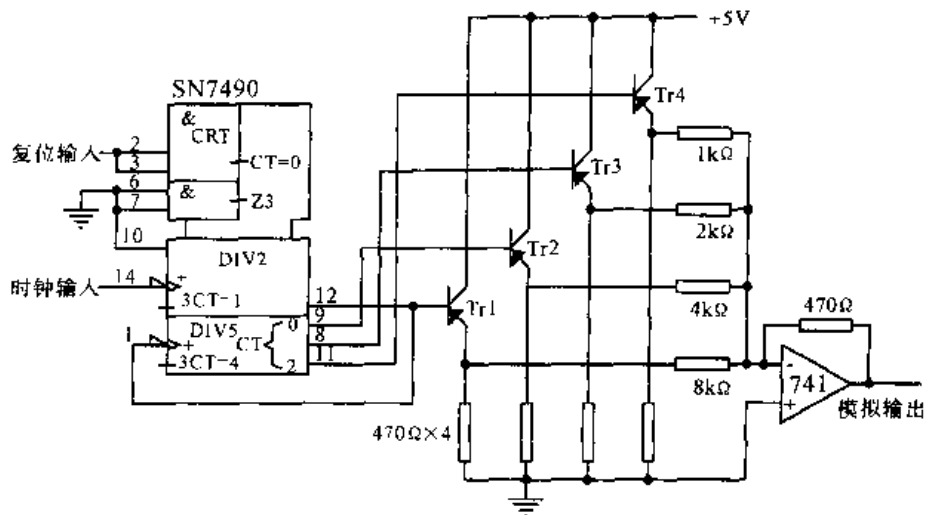 +5V
SN7490
&
CRT
Tr4
复位输入
2
3
CT=0
1kΩ
6
7
&
Z3
Tr3
2kΩ
10
DIV2
Tr2
4kΩ
470Ω
时钟输入
14
+
3CT=1
12
Tr1
9
0
8
11
1
DIV5
+
CT
3CT=4
2
8kΩ
-
741
+
模拟输出
470Ω×4